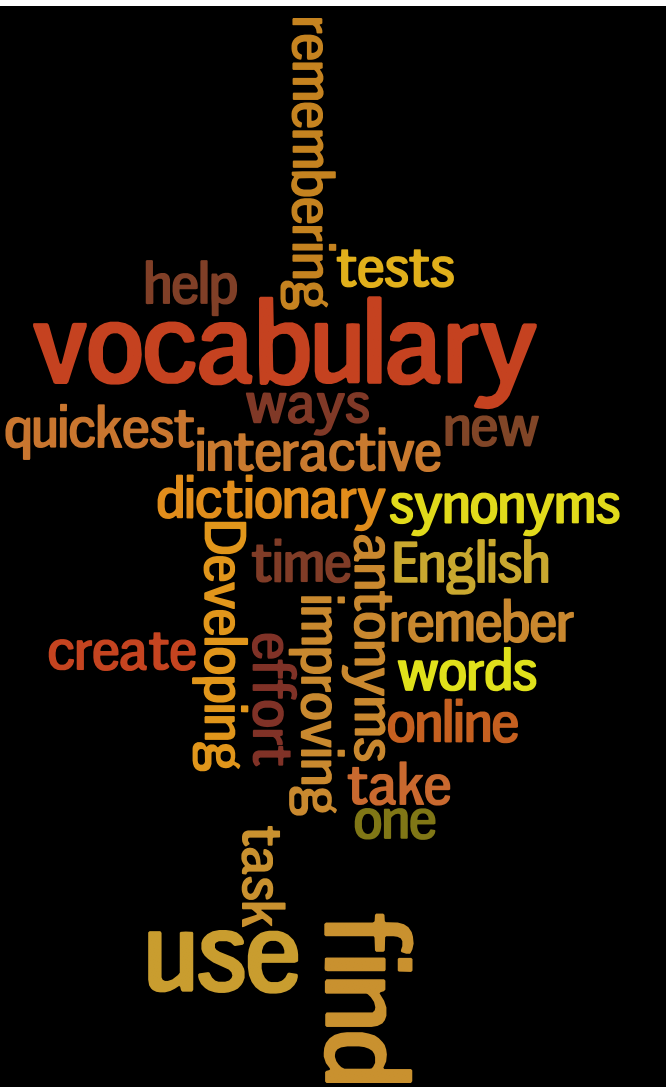 remembering
tests
help
vocabulary
ways
quickest
new
interactive
dictionary
synonyms
Developing
time
antonyms
English
improving
remeber
create
effort
words
online
take
one
task
use
find